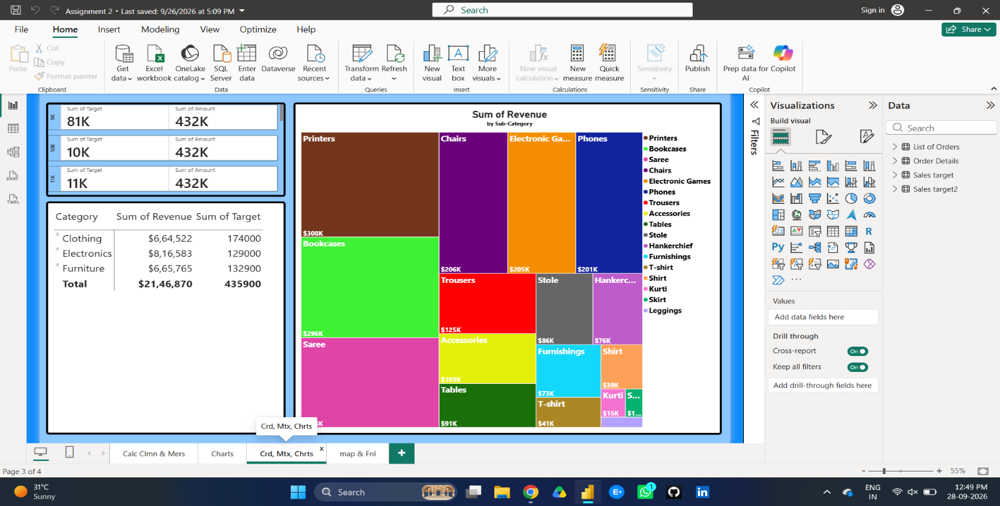 Assignment 2 • Last saved: 9/26/2026 at 5:09 PM
Search
Sign in
File Home Insert Modeling View Optimize Help
Share
Paste
Cut
Copy
Format painter
Clipboard
Get data
Excel workbook
OneLake catalog
SQL Server
Enter data
Dataverse
Recent sources
Data
Transform data
Refresh
Queries
New visual
Text box
More visuals
Insert
New visual calculation
New measure
Quick measure
Calculations
Sensitivity
Sensitivity
Publish
Share
Prep data for AI
Copilot
Copilot
9K
Sum of Target
81K
Sum of Amount
432K
10K
Sum of Target
10K
Sum of Amount
432K
11K
Sum of Target
11K
Sum of Amount
432K
Category Sum of Revenue Sum of Target
Clothing $6,64,522 174000
Electronics $8,16,583 129000
Furniture $6,65,765 132900
Total $21,46,870 435900
Sum of Revenue
by Sub-Category
Printers
$308K
Bookcases
$296K
Saree
Chairs
$206K
Electronic Ga...
$205K
Phones
$201K
Trousers
$125K
Accessories
$103K
Tables
$91K
Stole
$86K
Hankerc...
$76K
Furnishings
$73K
T-shirt
$41K
Shirt
$39K
Kurti
$15K
S...
$1...
Printers
Bookcases
Saree
Chairs
Electronic Games
Phones
Trousers
Accessories
Tables
Stole
Hankerchief
Furnishings
T-shirt
Shirt
Kurti
Skirt
Leggings
Filters
Visualizations
Build visual
123
R
Py
...
Values
Add data fields here
Drill through
Cross-report
On
Keep all filters
On
Add drill-through fields here
Data
Search
List of Orders
Order Details
Sales target
Sales target2
DAX
TMDL
Crd, Mtx, Chrts
Calc Clmn & Mers
Charts
Crd, Mtx, Chrts
x
map & Fnl
+
Page 3 of 4
- + 55%
31°C
Sunny
Search
1
ENG
IN
12:49 PM
28-09-2026